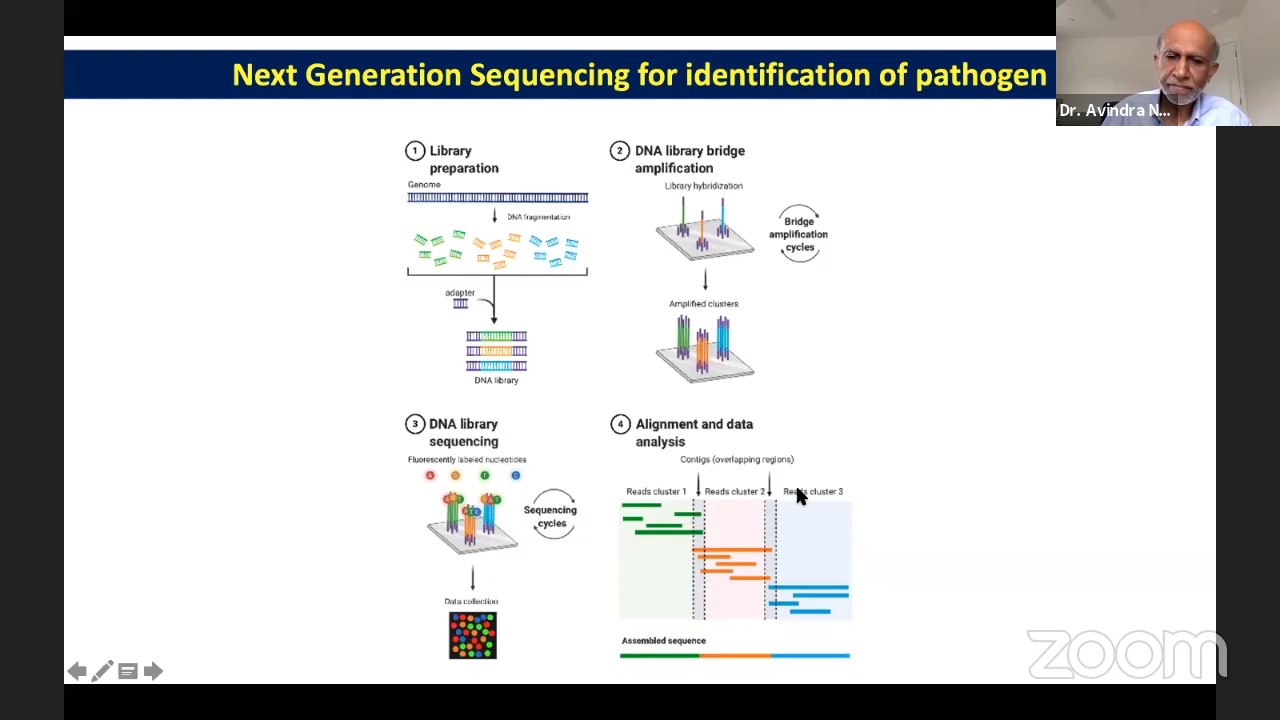 Next Generation Sequencing for identification of pathogen
Dr. Avindra N...
1 Library
preparation
Genome
DNA fragmentation
adapter
DNA library
2 DNA library bridge
amplification
Library hybridization
Bridge
amplification
cycles
Amplified clusters
3 DNA library
sequencing
Fluorescently labeled nucleotides
A G T C
Sequencing
cycles
Data collection
4 Alignment and data
analysis
Contigs (overlapping regions)
Reads cluster 1 Reads cluster 2 Reads cluster 3
Assembled sequence
zoom